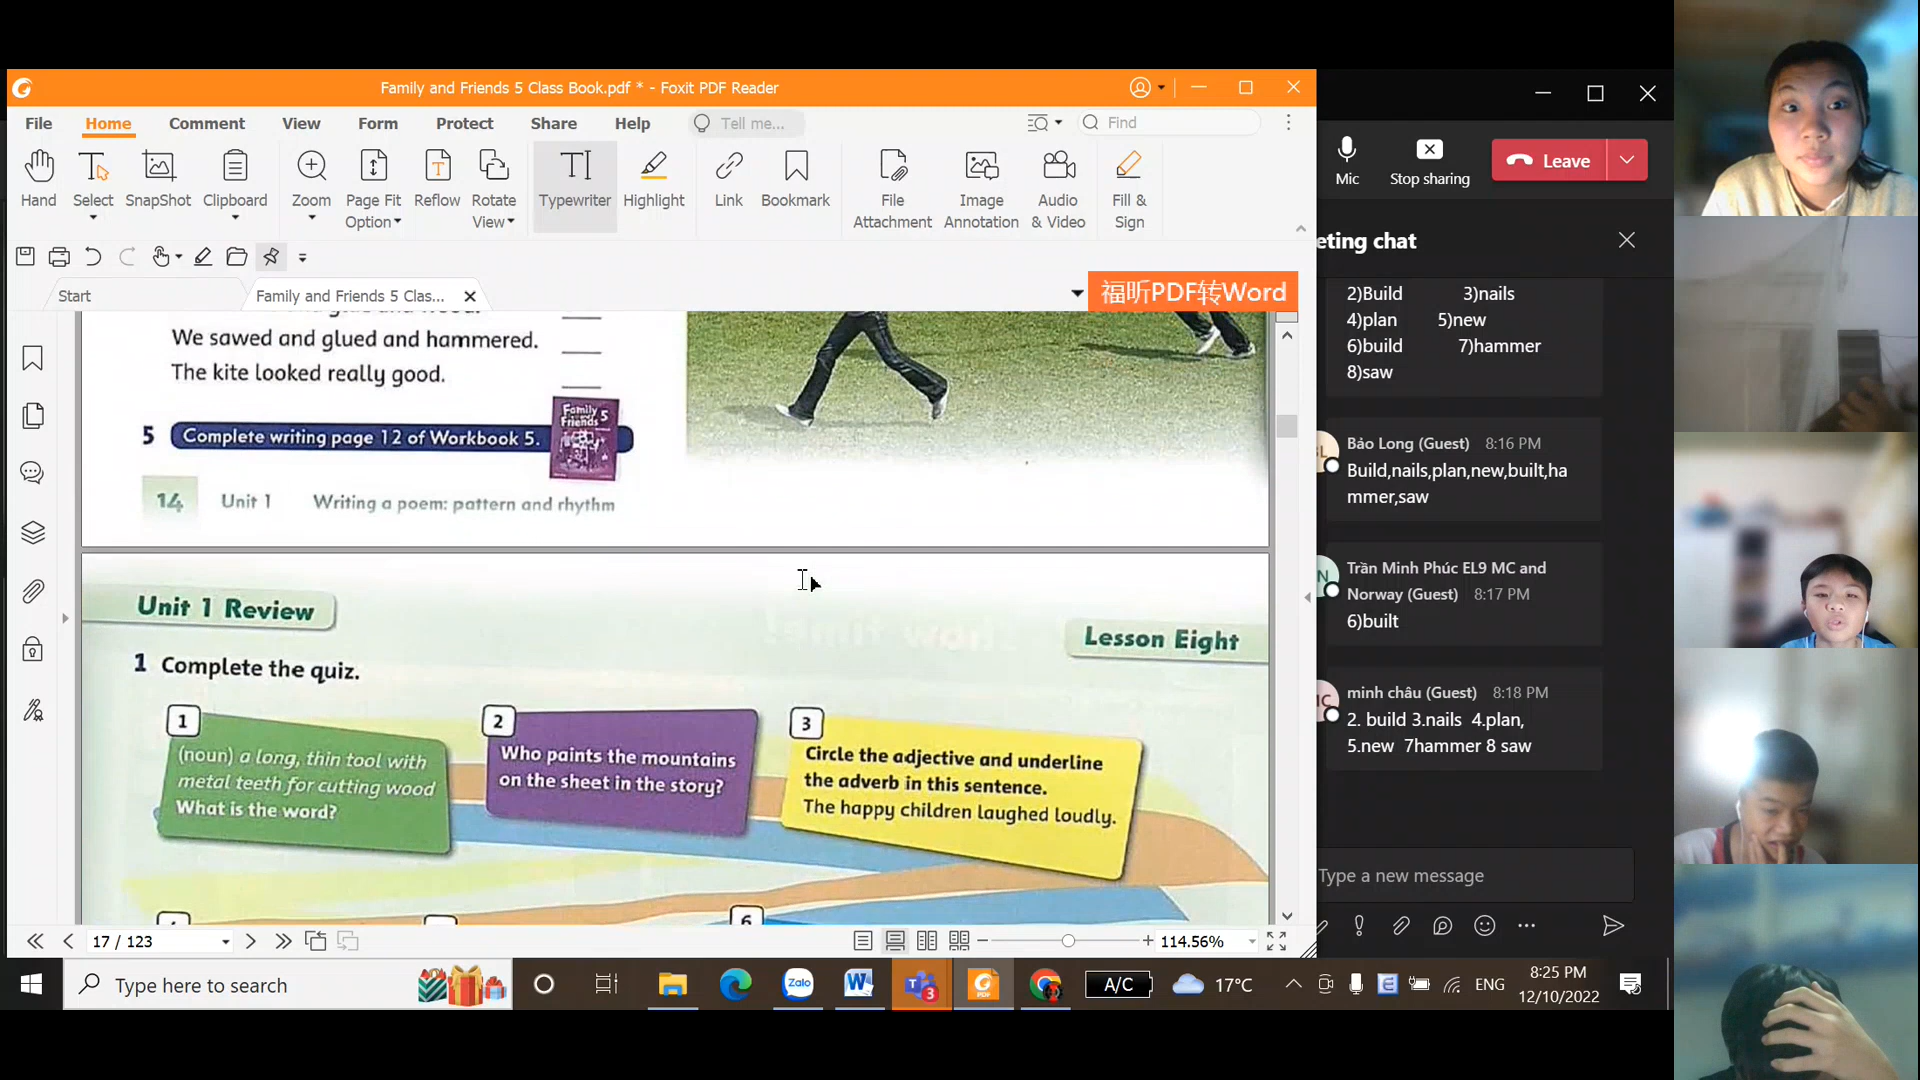 Family and Friends 5 Class Book.pdf * - Foxit PDF Reader
File Home Comment View Form Protect Share Help Tell me... Find
Hand Select SnapShot Clipboard Zoom Page Fit Option Reflow Rotate View Typewriter Highlight Link Bookmark File Attachment Image Annotation Audio & Video Fill & Sign
Start
Family and Friends 5 Clas...
福昕PDF转Word
We sawed and glued and hammered.
The kite looked really good.
5 Complete writing page 12 of Workbook 5.
Family and Friends 5
14 Unit 1 Writing a poem: pattern and rhythm
Unit 1 Review
Lesson Eight
1 Complete the quiz.
1
(noun) a long, thin tool with
metal teeth for cutting wood
What is the word?
2
Who paints the mountains
on the sheet in the story?
3
Circle the adjective and underline
the adverb in this sentence.
The happy children laughed loudly.
6
17 / 123
114.56%
Mic
Stop sharing
Leave
eting chat
2)Build 3)nails
4)plan 5)new
6)build 7)hammer
8)saw
Bảo Long (Guest) 8:16 PM
Build,nails,plan,new,built,ha
mmer,saw
Trần Minh Phúc EL9 MC and
Norway (Guest) 8:17 PM
6)built
minh châu (Guest) 8:18 PM
2. build 3.nails 4.plan,
5.new 7hammer 8 saw
Type a new message
Type here to search
Zalo
3
A/C
17°C
ENG
8:25 PM
12/10/2022